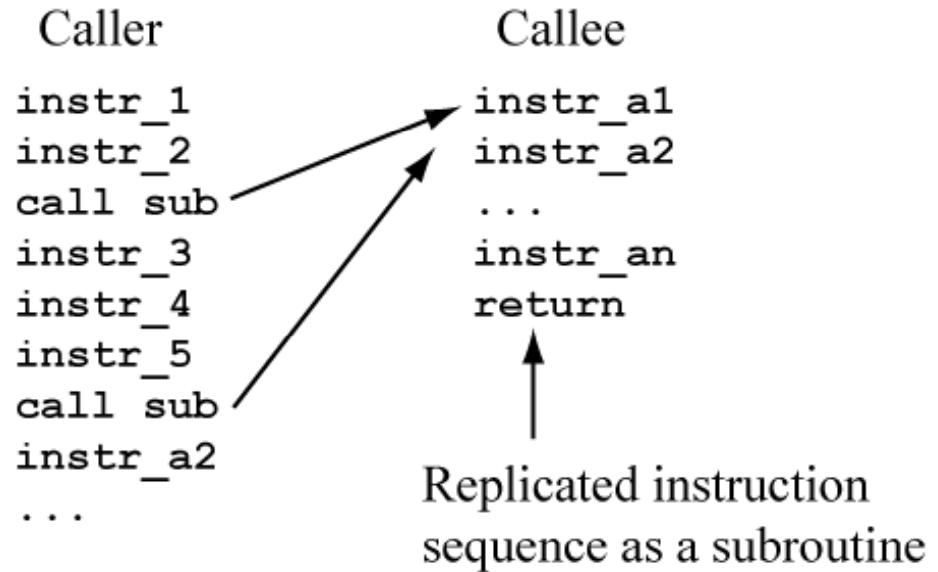 Caller
instr_1
instr_2
call sub
instr_3
instr_4
instr_5
call sub
instr_a2
...
Callee
instr_a1
instr_a2
...
instr_an
return
Replicated instruction
sequence as a subroutine